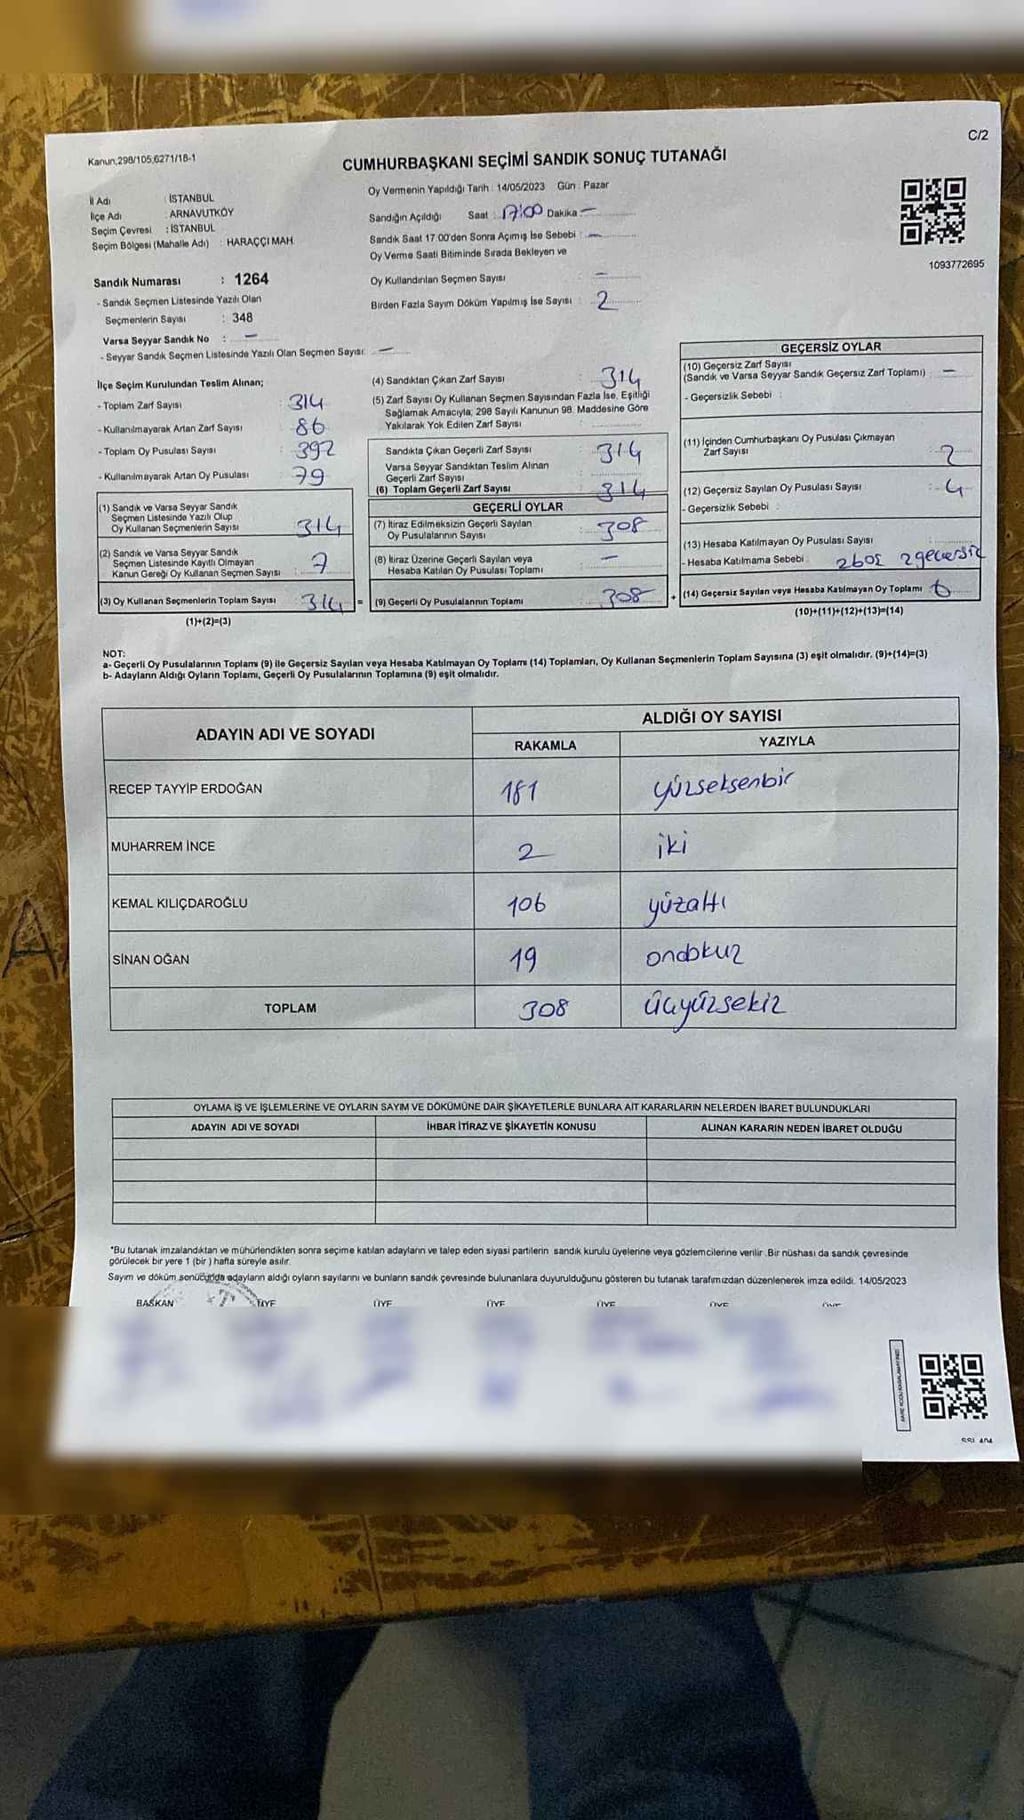 C/2
Kanun;298/105,6271/18-1
CUMHURBAŞKANI SEÇİMİ SANDIK SONUÇ TUTANAĞI
İl Adı : İSTANBUL
İlçe Adı : ARNAVUTKÖY
Seçim Çevresi : İSTANBUL
Seçim Bölgesi (Mahalle Adı) : HARAÇÇI MAH.
Oy Vermenin Yapıldığı Tarih : 14/05/2023 Gün : Pazar
Sandığın Açıldığı Saat : 17:00 Dakika —
Sandık Saat 17.00'den Sonra Açımış İse Sebebi : —
Oy Verme Saati Bitiminde Sırada Bekleyen ve
Oy Kullandırılan Seçmen Sayısı —
Birden Fazla Sayım Döküm Yapılmış İse Sayısı : 2
1093772695
Sandık Numarası : 1264
- Sandık Seçmen Listesinde Yazılı Olan
Seçmenlerin Sayısı : 348
Varsa Seyyar Sandık No : —
- Seyyar Sandık Seçmen Listesinde Yazılı Olan Seçmen Sayısı: —
İlçe Seçim Kurulundan Teslim Alınan;
- Toplam Zarf Sayısı : 314
- Kullanılmayarak Artan Zarf Sayısı : 86
- Toplam Oy Pusulası Sayısı : 392
- Kullanılmayarak Artan Oy Pusulası : 79
(1) Sandık ve Varsa Seyyar Sandık
Seçmen Listesinde Yazılı Olup
Oy Kullanan Seçmenlerin Sayısı : 314
(2) Sandık ve Varsa Seyyar Sandık
Seçmen Listesinde Kayıtlı Olmayan
Kanun Gereği Oy Kullanan Seçmen Sayısı : 7
(3) Oy Kullanan Seçmenlerin Toplam Sayısı : 314 =
(1)+(2)=(3)
(4) Sandıktan Çıkan Zarf Sayısı : 314
(5) Zarf Sayısı Oy Kullanan Seçmen Sayısından Fazla İse, Eşitliği
Sağlamak Amacıyla; 298 Sayılı Kanunun 98. Maddesine Göre
Yakılarak Yok Edilen Zarf Sayısı :
Sandıkta Çıkan Geçerli Zarf Sayısı : 314
Varsa Seyyar Sandıktan Teslim Alınan
Geçerli Zarf Sayısı :
(6) Toplam Geçerli Zarf Sayısı : 314
GEÇERLİ OYLAR
(7) İtiraz Edilmeksizin Geçerli Sayılan
Oy Pusulalarının Sayısı : 308
(8) İtiraz Üzerine Geçerli Sayılan veya
Hesaba Katılan Oy Pusulası Toplamı : —
(9) Geçerli Oy Pusulalarının Toplamı : 308 +
GEÇERSİZ OYLAR
(10) Geçersiz Zarf Sayısı
(Sandık ve Varsa Seyyar Sandık Geçersiz Zarf Toplamı) : —
- Geçersizlik Sebebi :
(11) İçinden Cumhurbaşkanı Oy Pusulası Çıkmayan
Zarf Sayısı : 2
(12) Geçersiz Sayılan Oy Pusulası Sayısı : 4
- Geçersizlik Sebebi :
(13) Hesaba Katılmayan Oy Pusulası Sayısı :
- Hesaba Katılmama Sebebi : 2boş 2geçersiz
(14) Geçersiz Sayılan veya Hesaba Katılmayan Oy Toplamı : 6
(10)+(11)+(12)+(13)=(14)
NOT:
a- Geçerli Oy Pusulalarının Toplamı (9) ile Geçersiz Sayılan veya Hesaba Katılmayan Oy Toplamı (14) Toplamları, Oy Kullanan Seçmenlerin Toplam Sayısına (3) eşit olmalıdır. (9)+(14)=(3)
b- Adayların Aldığı Oyların Toplamı, Geçerli Oy Pusulalarının Toplamına (9) eşit olmalıdır.
ADAYIN ADI VE SOYADI
ALDIĞI OY SAYISI
RAKAMLA YAZIYLA
RECEP TAYYİP ERDOĞAN 181 yüzseksenbir
MUHARREM İNCE 2 iki
KEMAL KILIÇDAROĞLU 106 yüzaltı
SİNAN OĞAN 19 ondokuz
TOPLAM 308 üçyüzsekiz
OYLAMA İŞ VE İŞLEMLERİNE VE OYLARIN SAYIM VE DÖKÜMÜNE DAİR ŞİKAYETLERLE BUNLARA AİT KARARLARIN NELERDEN İBARET BULUNDUKLARI
ADAYIN ADI VE SOYADI İHBAR İTİRAZ VE ŞİKAYETİN KONUSU ALINAN KARARIN NEDEN İBARET OLDUĞU
*Bu tutanak imzalandıktan ve mühürlendikten sonra seçime katılan adayların ve talep eden siyasi partilerin sandık kurulu üyelerine veya gözlemcilerine verilir. Bir nüshası da sandık çevresinde
görülecek bir yere 1 (bir) hafta süreyle asılır.
Sayım ve döküm sonucunda adayların aldığı oyların sayılarını ve bunların sandık çevresinde bulunanlara duyurulduğunu gösteren bu tutanak tarafımızdan düzenlenerek imza edildi. 14/05/2023
BAŞKAN ÜYE ÜYE ÜYE ÜYE ÜYE ÜYE